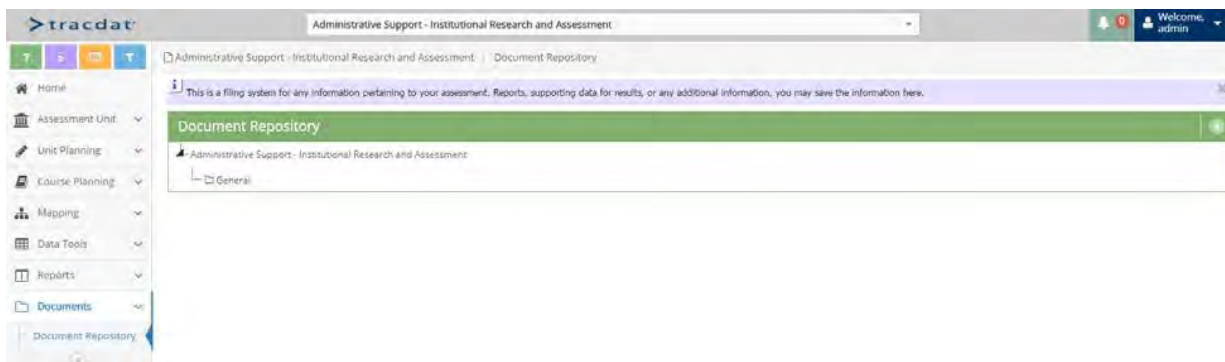 tracdat
Administrative Support - Institutional Research and Assessment
0
Welcome,
admin
Administrative Support - Institutional Research and Assessment | Document Repository
Home
i This is a filing system for any information pertaining to your assessment. Reports, supporting data for results, or any additional information, you may save the information here.
Assessment Unit
Document Repository
Unit Planning
Administrative Support - Institutional Research and Assessment
Course Planning
General
Mapping
Data Tools
Reports
Documents
Document Repository